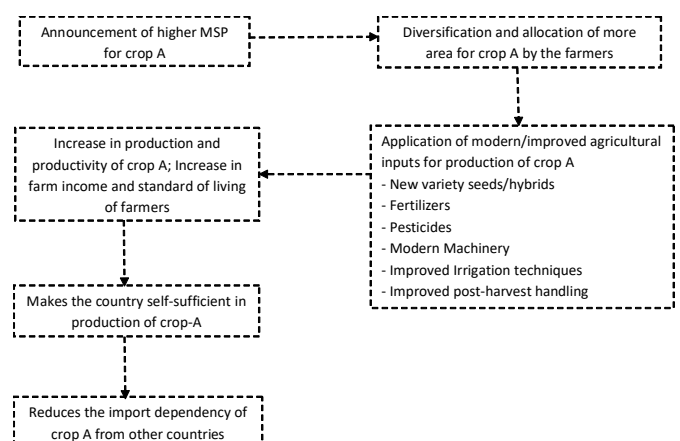 Announcement of higher MSP
for crop A
Diversification and allocation of more
area for crop A by the farmers
Application of modern/improved agricultural
inputs for production of crop A
- New variety seeds/hybrids
- Fertilizers
- Pesticides
- Modern Machinery
- Improved Irrigation techniques
- Improved post-harvest handling
Increase in production and
productivity of crop A; Increase in
farm income and standard of living
of farmers
Makes the country self-sufficient in
production of crop-A
Reduces the import dependency of
crop A from other countries